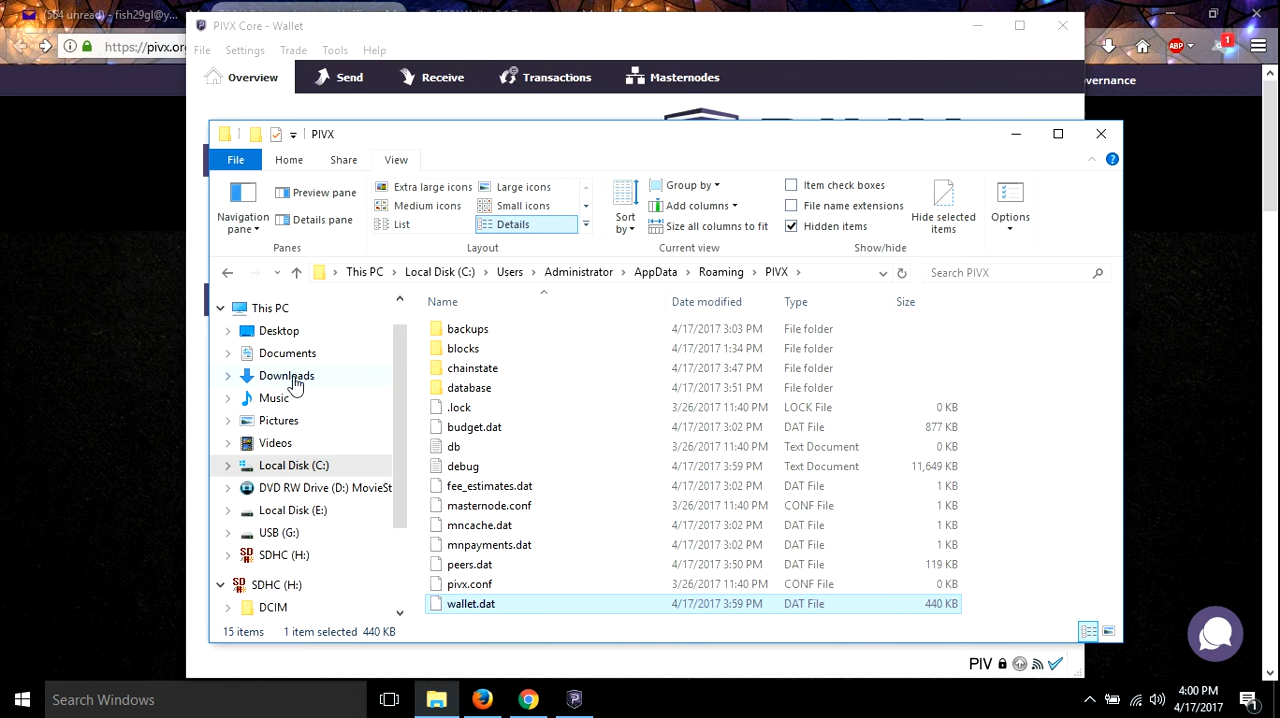 (564 unread) - fish29gl@y...
PIVX Core - Wallet
https://pivx.or
ABP
1
File Settings Trade Tools Help
Overview Send Receive Transactions Masternodes
ernance
PIVX
File Home Share View
Navigation pane
Preview pane
Details pane
Panes
Extra large icons Large icons
Medium icons Small icons
List Details
Layout
Sort by
Group by
Add columns
Size all columns to fit
Current view
Item check boxes
File name extensions
Hidden items
Hide selected items
Show/hide
Options
This PC Local Disk (C:) Users Administrator AppData Roaming PIVX
Search PIVX
This PC
Desktop
Documents
Downloads
Music
Pictures
Videos
Local Disk (C:)
DVD RW Drive (D:) MovieSt
Local Disk (E:)
USB (G:)
SDHC (H:)
SDHC (H:)
DCIM
Name Date modified Type Size
backups 4/17/2017 3:03 PM File folder
blocks 4/17/2017 1:34 PM File folder
chainstate 4/17/2017 3:47 PM File folder
database 4/17/2017 3:51 PM File folder
.lock 3/26/2017 11:40 PM LOCK File 0 KB
budget.dat 4/17/2017 3:02 PM DAT File 877 KB
db 3/26/2017 11:40 PM Text Document 0 KB
debug 4/17/2017 3:59 PM Text Document 11,649 KB
fee_estimates.dat 4/17/2017 3:02 PM DAT File 1 KB
masternode.conf 3/26/2017 11:40 PM CONF File 1 KB
mncache.dat 4/17/2017 3:02 PM DAT File 1 KB
mnpayments.dat 4/17/2017 3:02 PM DAT File 1 KB
peers.dat 4/17/2017 3:50 PM DAT File 119 KB
pivx.conf 3/26/2017 11:40 PM CONF File 0 KB
wallet.dat 4/17/2017 3:59 PM DAT File 440 KB
15 items 1 item selected 440 KB
PIV
Search Windows
4:00 PM
4/17/2017
1